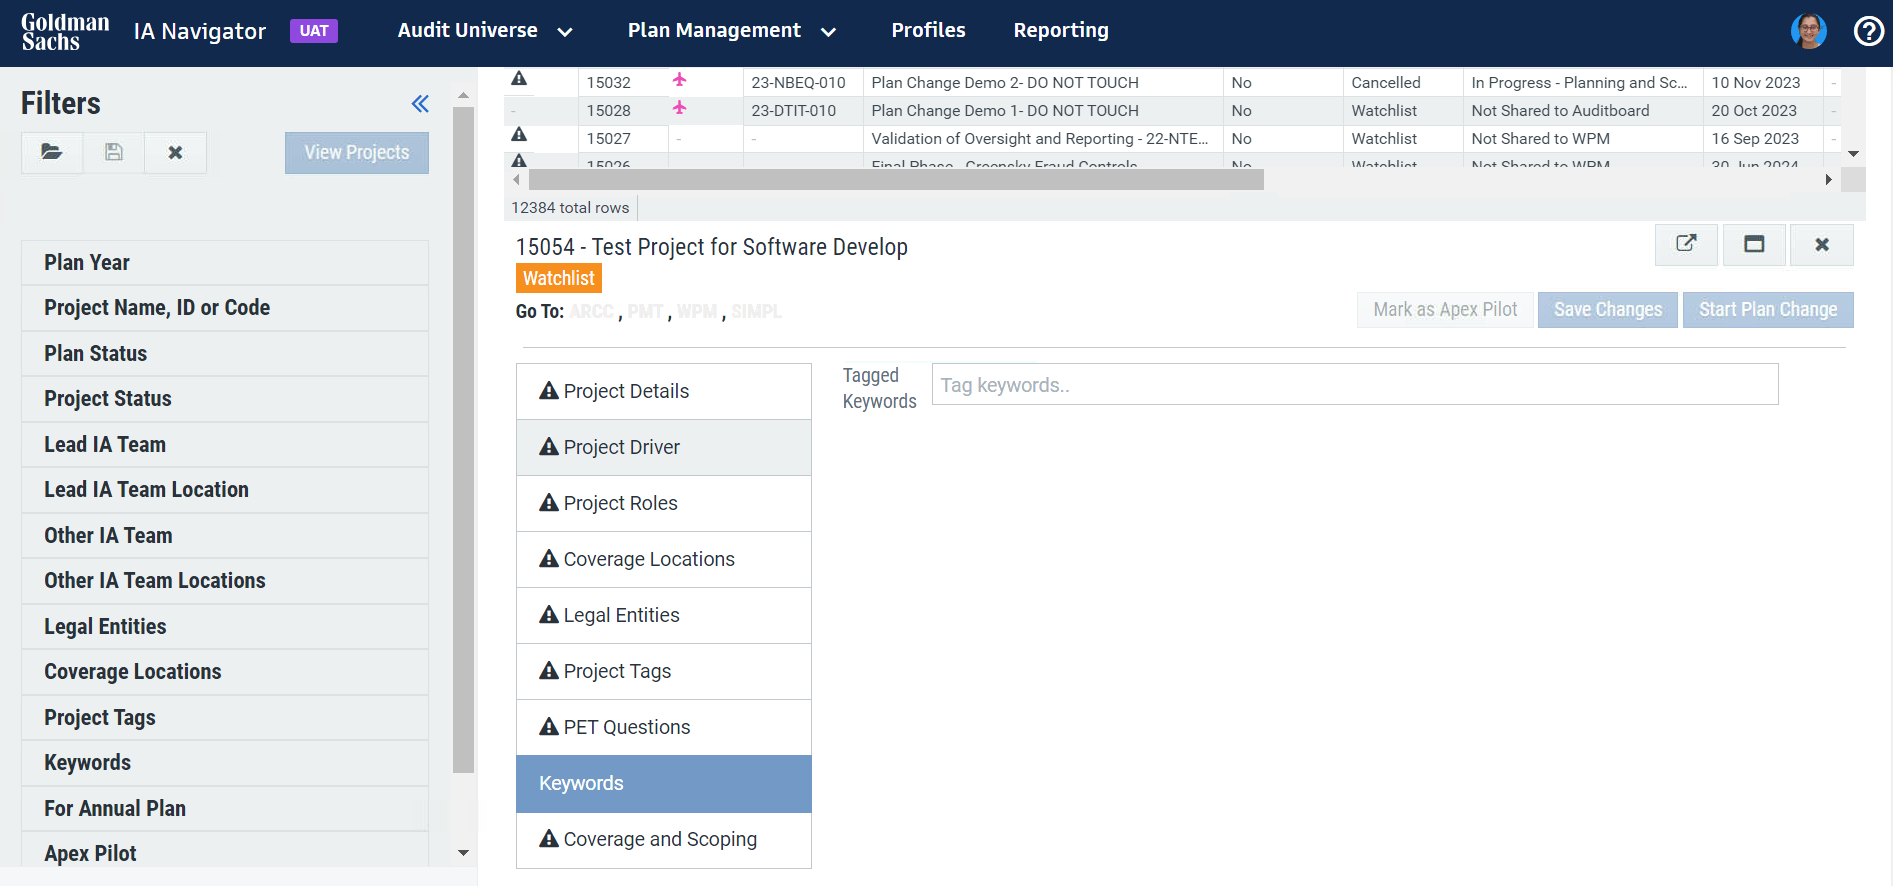 Goldman
Sachs
IA Navigator
UAT
Audit Universe
Plan Management
Profiles
Reporting
?
Filters
View Projects
Plan Year
Project Name, ID or Code
Plan Status
Project Status
Lead IA Team
Lead IA Team Location
Other IA Team
Other IA Team Locations
Legal Entities
Coverage Locations
Project Tags
Keywords
For Annual Plan
Apex Pilot
15032 23-NBEQ-010 Plan Change Demo 2- DO NOT TOUCH No Cancelled In Progress - Planning and Sc... 10 Nov 2023 -
- 15028 23-DTIT-010 Plan Change Demo 1- DO NOT TOUCH No Watchlist Not Shared to Auditboard 20 Oct 2023 -
15027 - - Validation of Oversight and Reporting - 22-NTE... No Watchlist Not Shared to WPM 16 Sep 2023 -
15026 Final Phase - Greensky Fraud Controls No Watchlist Not Shared to WPM 30 Jun 2024
12384 total rows
15054 - Test Project for Software Develop
Watchlist
Go To: ARCC , PMT , WPM , SIMPL
Mark as Apex Pilot
Save Changes
Start Plan Change
Project Details
Project Driver
Project Roles
Coverage Locations
Legal Entities
Project Tags
PET Questions
Keywords
Coverage and Scoping
Tagged
Keywords
Tag keywords..